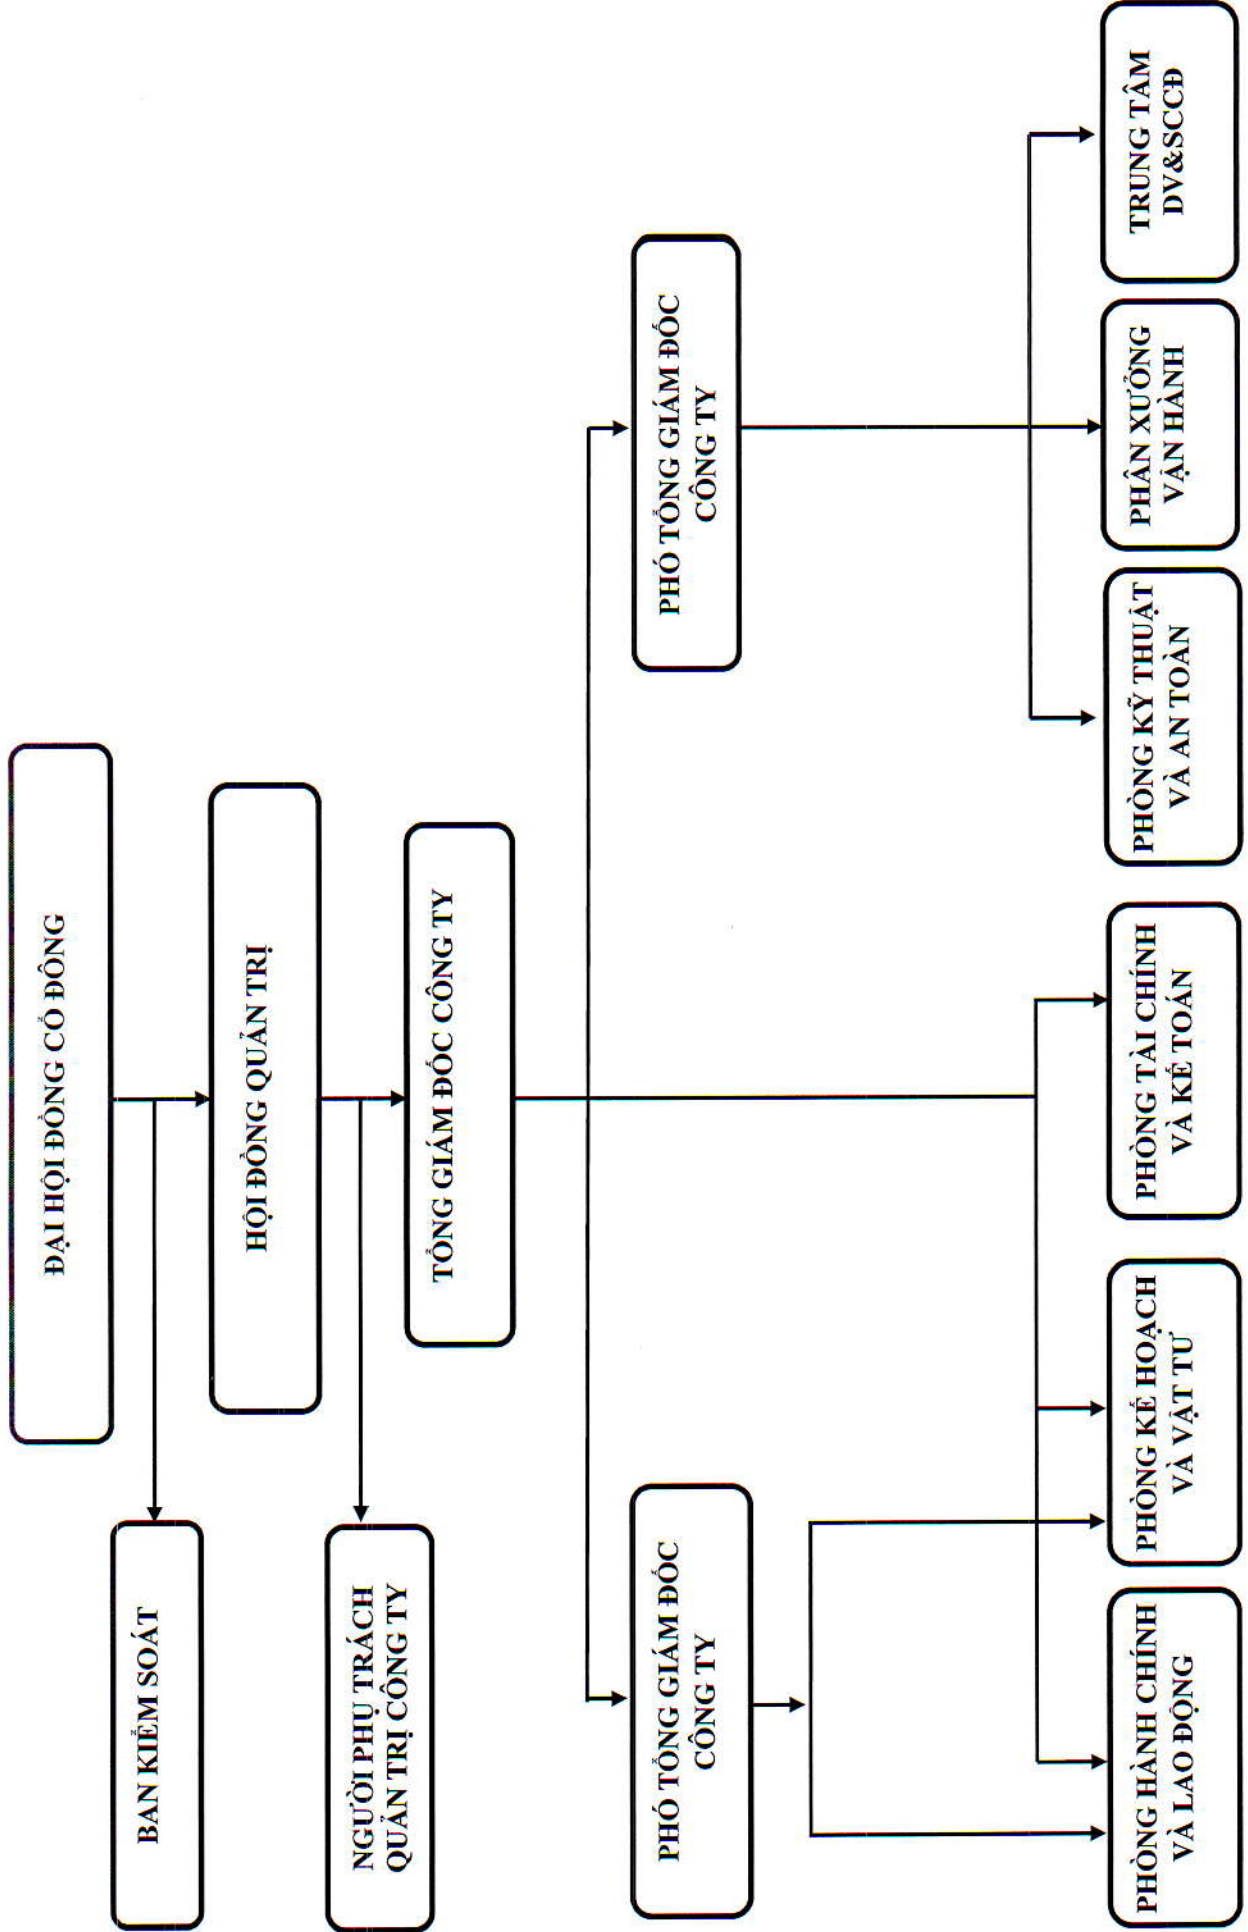 ĐẠI HỘI ĐỒNG CỔ ĐÔNG
BAN KIỂM SOÁT
HỘI ĐỒNG QUẢN TRỊ
NGƯỜI PHỤ TRÁCH
QUẢN TRỊ CÔNG TY
TỔNG GIÁM ĐỐC CÔNG TY
PHÓ TỔNG GIÁM ĐỐC
CÔNG TY
PHÓ TỔNG GIÁM ĐỐC
CÔNG TY
PHÒNG HÀNH CHÍNH
VÀ LAO ĐỘNG
PHÒNG KẾ HOẠCH
VÀ VẬT TƯ
PHÒNG TÀI CHÍNH
VÀ KẾ TOÁN
PHÒNG KỸ THUẬT
VÀ AN TOÀN
PHÂN XƯỞNG
VẬN HÀNH
TRUNG TÂM
DV&SCCĐ